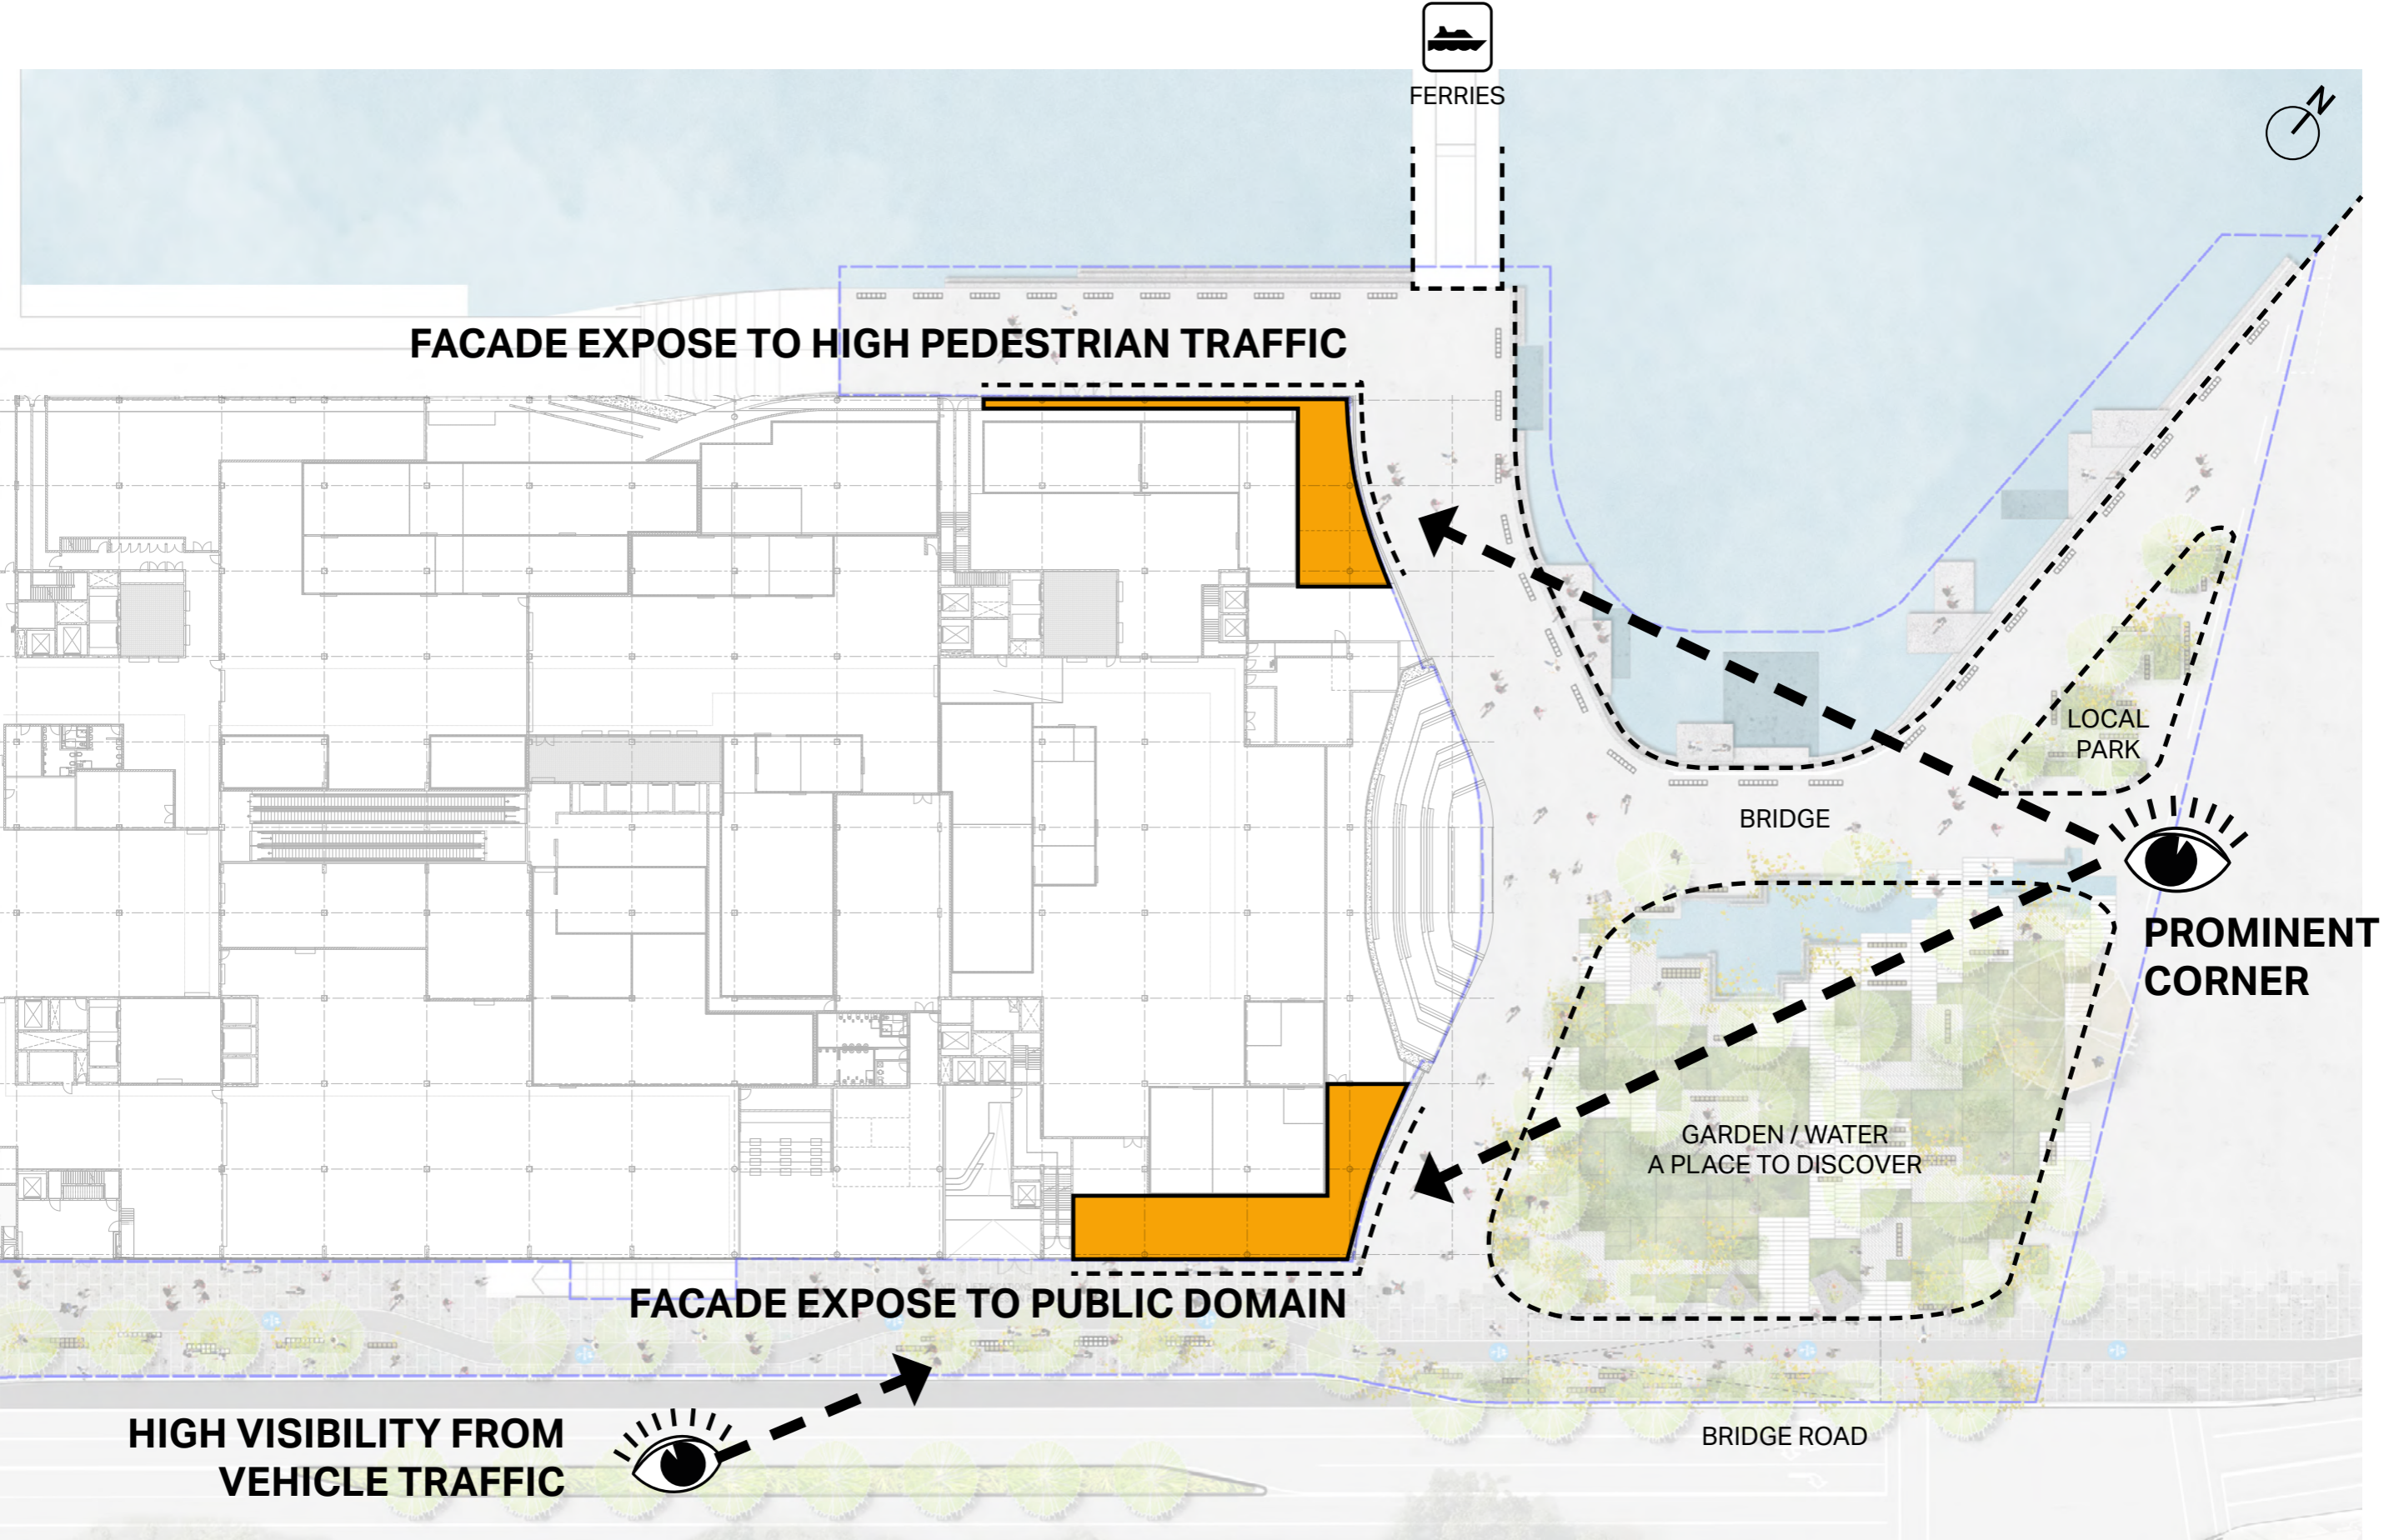 FERRIES
N
FACADE EXPOSE TO HIGH PEDESTRIAN TRAFFIC
LOCAL
PARK
BRIDGE
PROMINENT
CORNER
GARDEN / WATER
A PLACE TO DISCOVER
FACADE EXPOSE TO PUBLIC DOMAIN
HIGH VISIBILITY FROM
VEHICLE TRAFFIC
BRIDGE ROAD